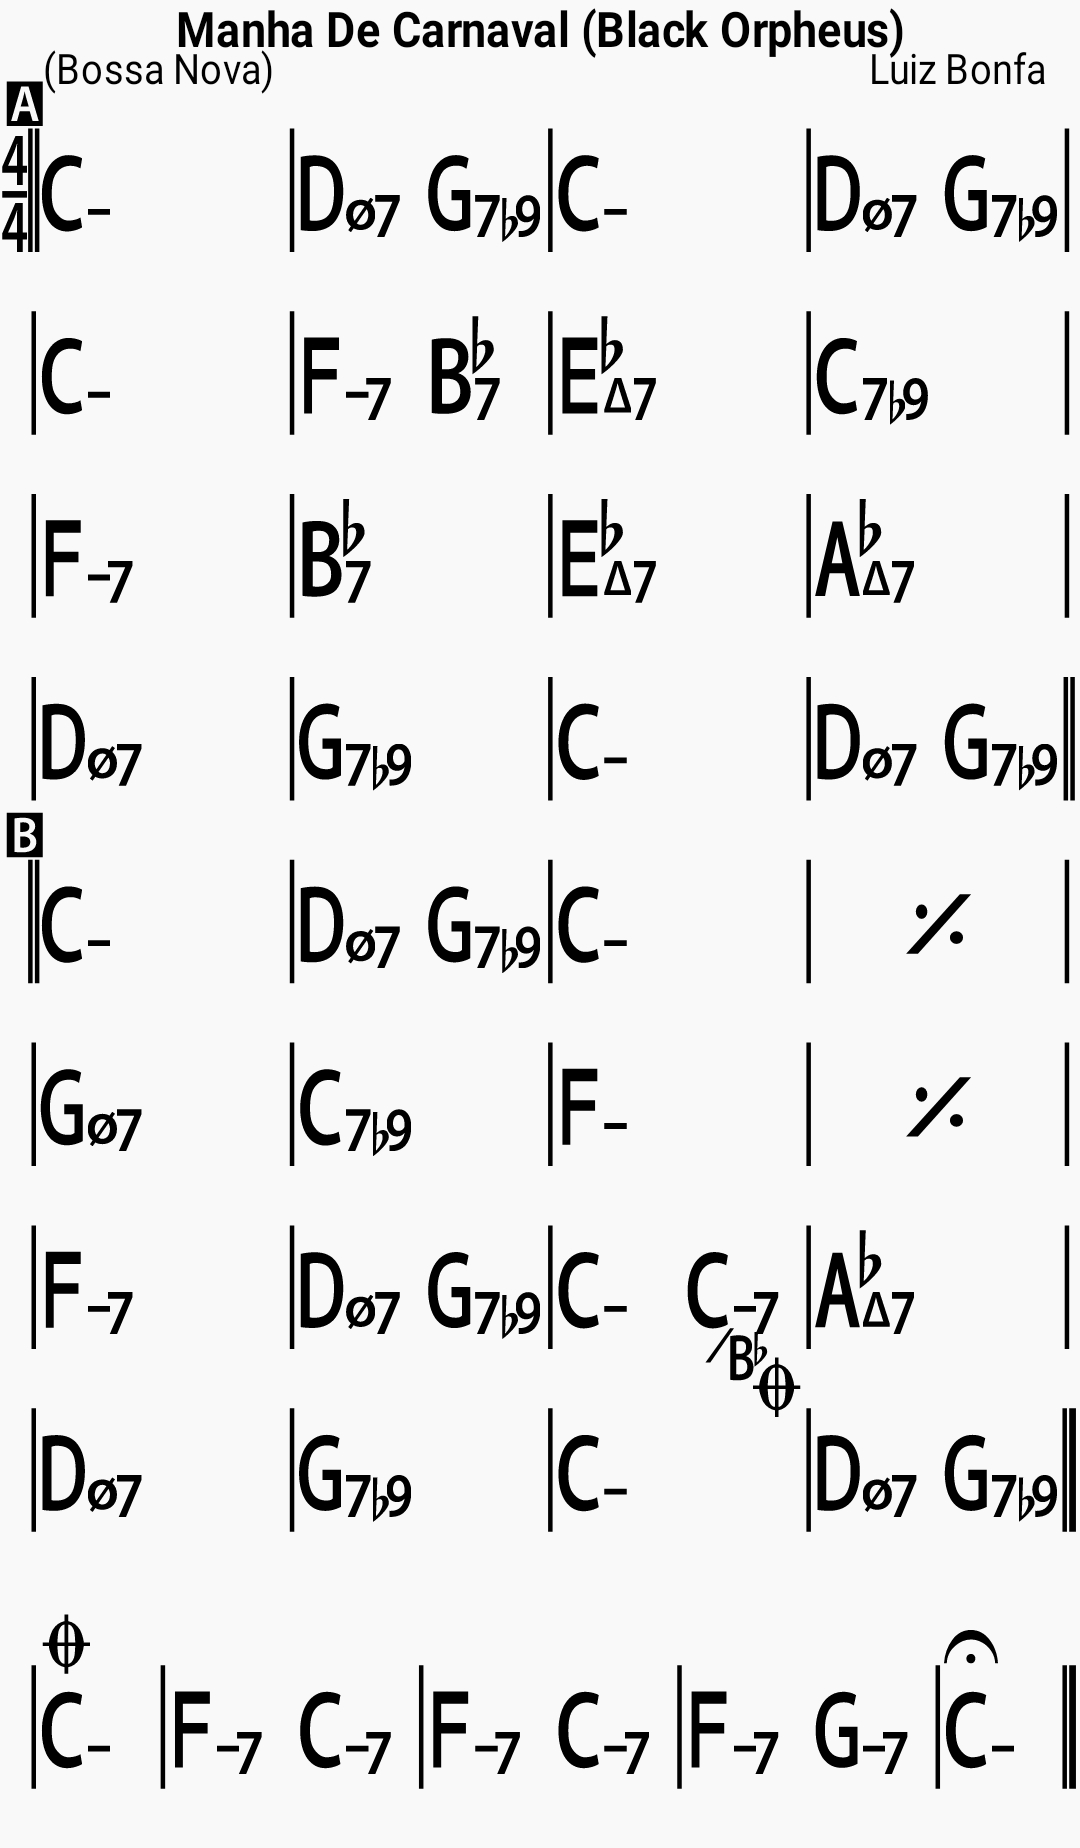 Manha De Carnaval (Black Orpheus)
(Bossa Nova) Luiz Bonfa
A
4/4 C– | Dø7 G7♭9 | C– | Dø7 G7♭9 |
| C– | F–7 B♭7 | E♭Δ7 | C7♭9 |
| F–7 | B♭7 | E♭Δ7 | A♭Δ7 |
| Dø7 | G7♭9 | C– | Dø7 G7♭9 ||
B
|| C– | Dø7 G7♭9 | C– | 𝄎 |
| Gø7 | C7♭9 | F– | 𝄎 |
| F–7 | Dø7 G7♭9 | C– C–7/B♭ | A♭Δ7 |
𝄌
| Dø7 | G7♭9 | C– | Dø7 G7♭9 ||
𝄌 𝄐
| C– | F–7 C–7 | F–7 C–7 | F–7 G–7 | C– ||